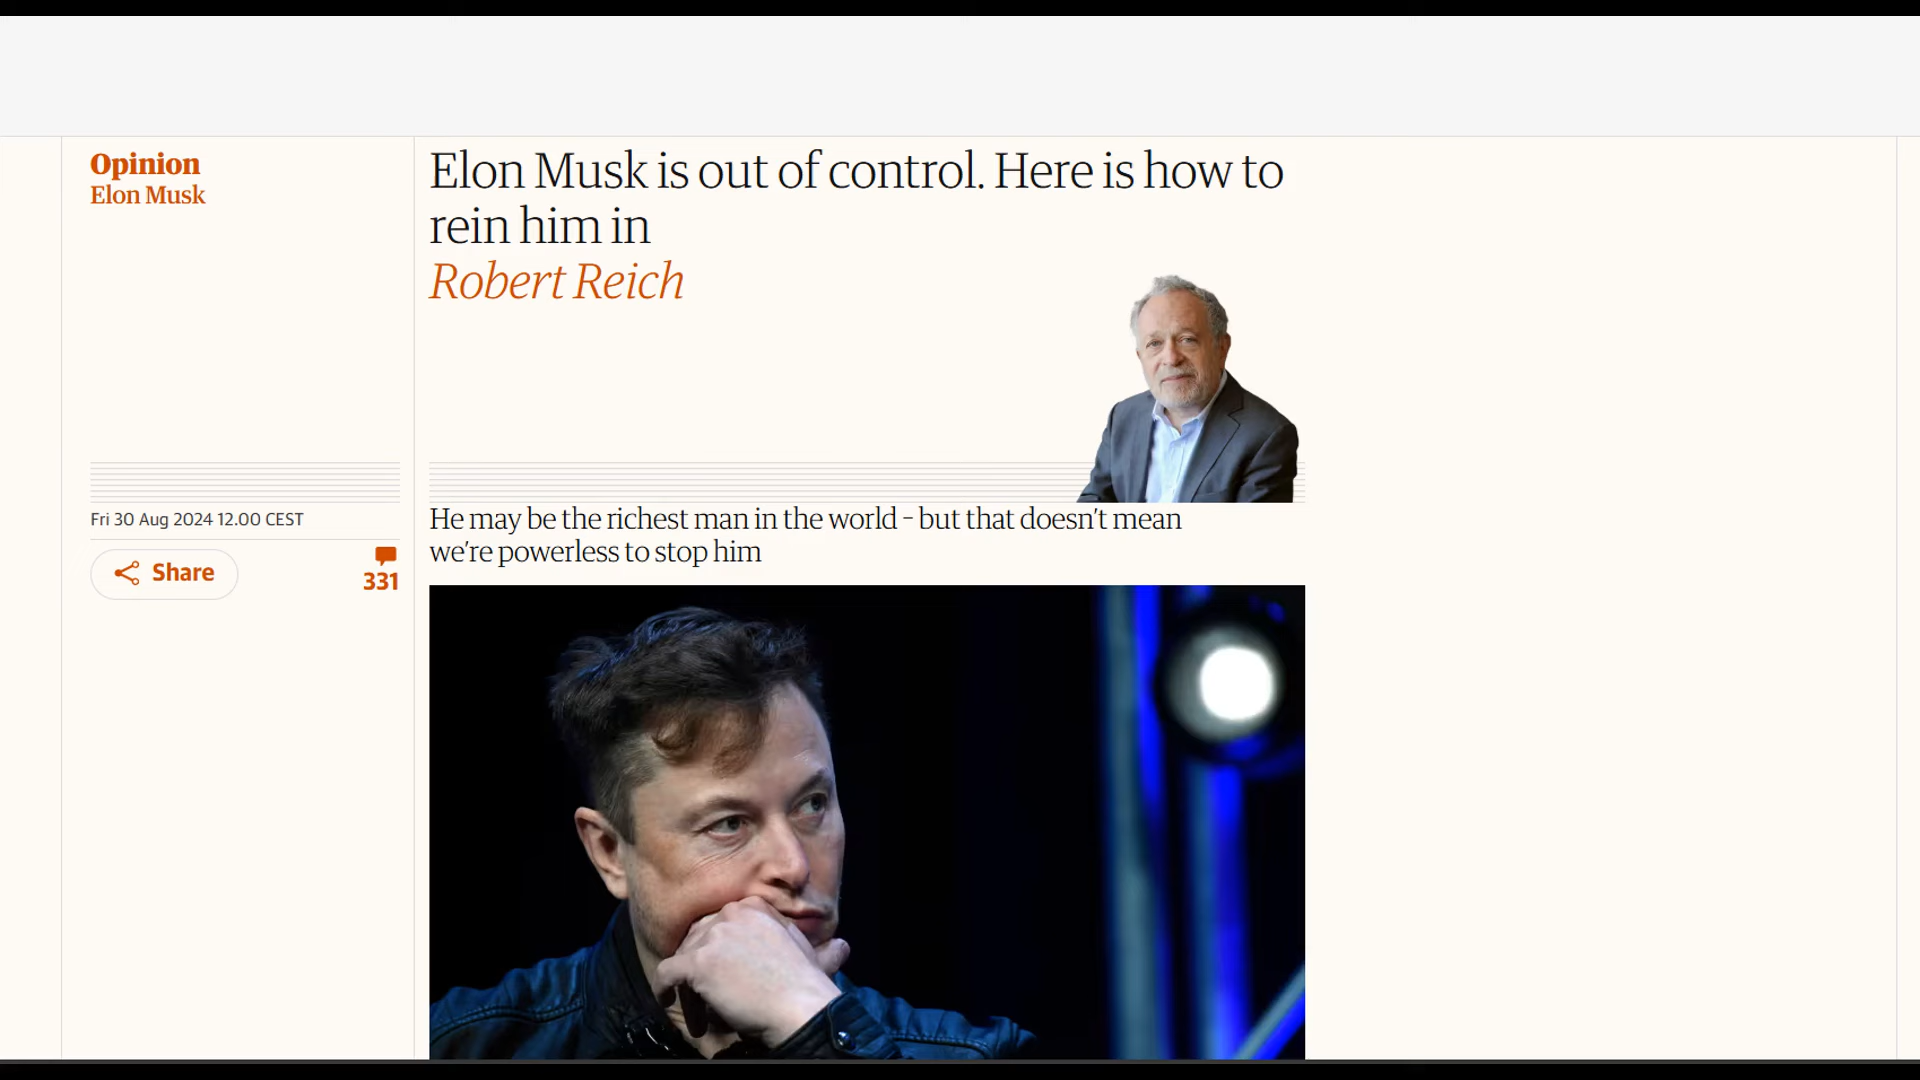 Opinion
Elon Musk
Elon Musk is out of control. Here is how to
rein him in
Robert Reich
Fri 30 Aug 2024 12.00 CEST
Share
331
He may be the richest man in the world – but that doesn’t mean
we’re powerless to stop him